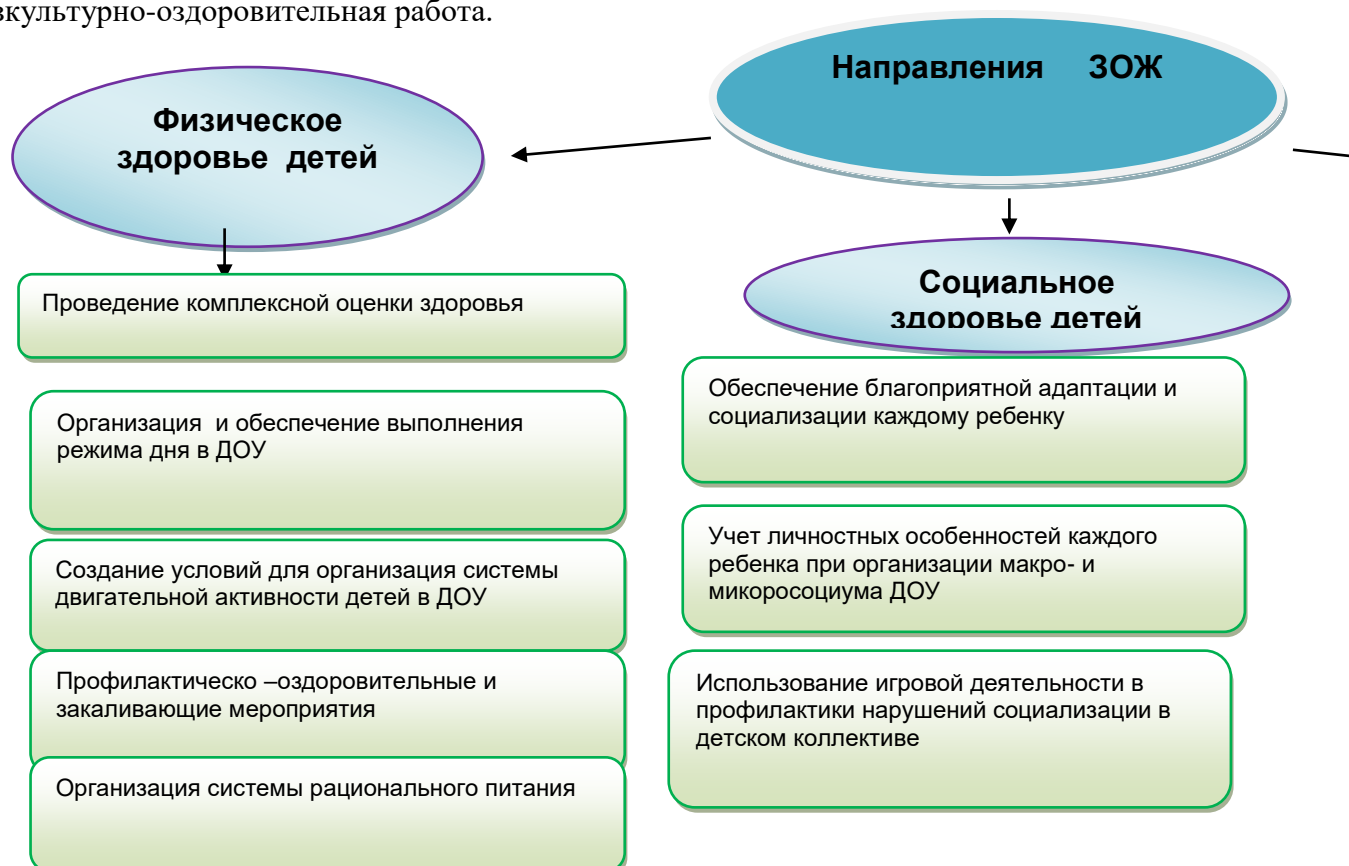 вкультурно-оздоровительная работа.
Направления ЗОЖ
Физическое
здоровье детей
Проведение комплексной оценки здоровья
Организация и обеспечение выполнения
режима дня в ДОУ
Создание условий для организация системы
двигательной активности детей в ДОУ
Профилактическо –оздоровительные и
закаливающие мероприятия
Организация системы рационального питания
Социальное
здоровье детей
Обеспечение благоприятной адаптации и
социализации каждому ребенку
Учет личностных особенностей каждого
ребенка при организации макро- и
микоросоциума ДОУ
Использование игровой деятельности в
профилактики нарушений социализации в
детском коллективе